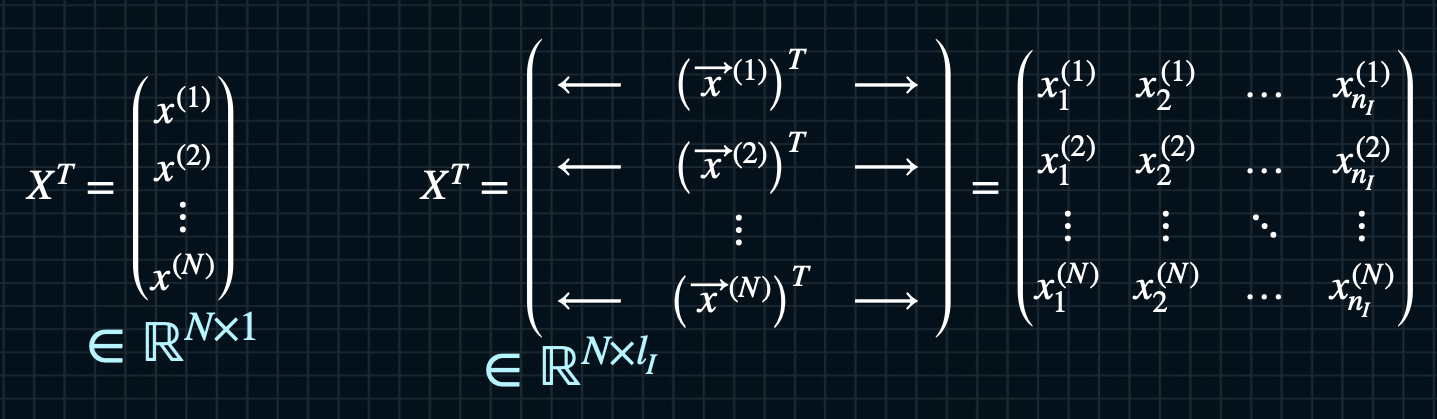 $X^T = \begin{pmatrix} x^{(1)} \\ x^{(2)} \\ \vdots \\ x^{(N)} \end{pmatrix}$
$\in \mathbb{R}^{N \times 1}$
$X^T = \begin{pmatrix} \longleftarrow & \left(\overrightarrow{x}^{(1)}\right)^T & \longrightarrow \\ \longleftarrow & \left(\overrightarrow{x}^{(2)}\right)^T & \longrightarrow \\ & \vdots & \\ \longleftarrow & \left(\overrightarrow{x}^{(N)}\right)^T & \longrightarrow \end{pmatrix} = \begin{pmatrix} x_1^{(1)} & x_2^{(1)} & \dots & x_{n_I}^{(1)} \\ x_1^{(2)} & x_2^{(2)} & \dots & x_{n_I}^{(2)} \\ \vdots & \vdots & \ddots & \vdots \\ x_1^{(N)} & x_2^{(N)} & \dots & x_{n_I}^{(N)} \end{pmatrix}$
$\in \mathbb{R}^{N \times l_I}$